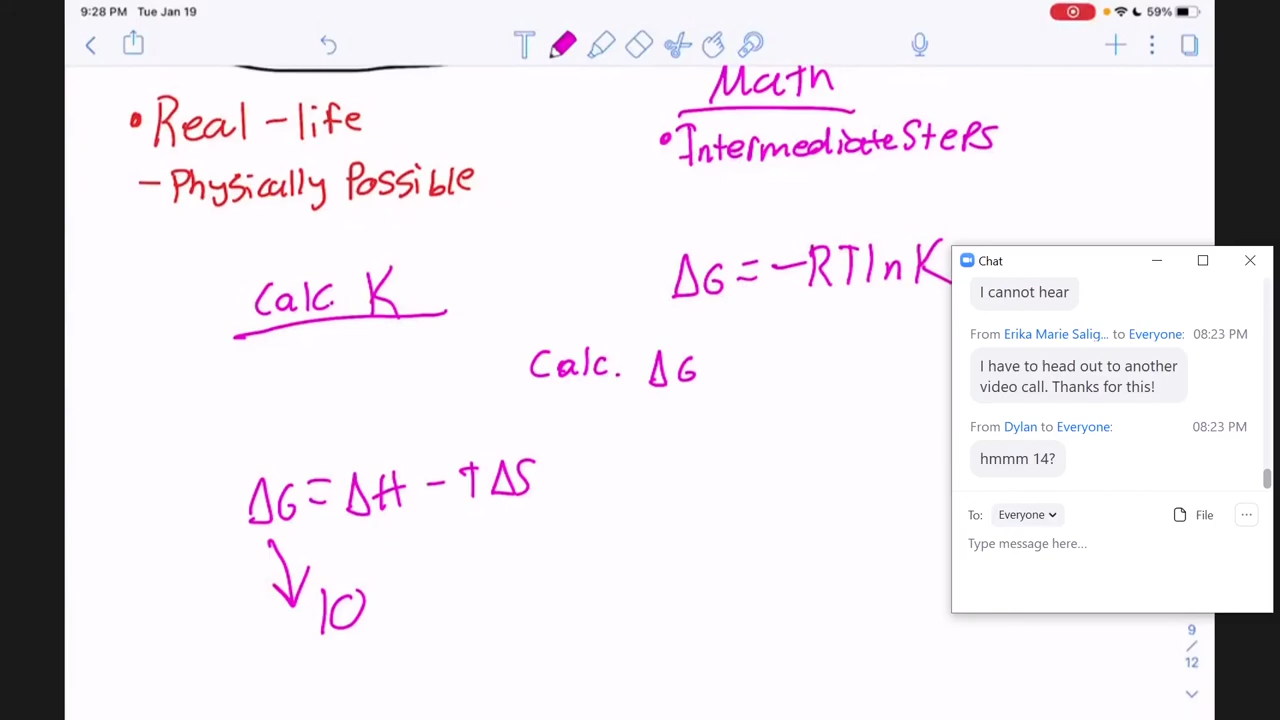 9:28 PM Tue Jan 19
59%
Math
• Real - life
• Intermediate Steps
- Physically Possible
ΔG = -RTlnK
Calc. K
Calc. ΔG
ΔG = ΔH - TΔS
10
Chat
I cannot hear
From Erika Marie Salig... to Everyone: 08:23 PM
I have to head out to another
video call. Thanks for this!
From Dylan to Everyone: 08:23 PM
hmmm 14?
To: Everyone File ...
Type message here...
9
/
12